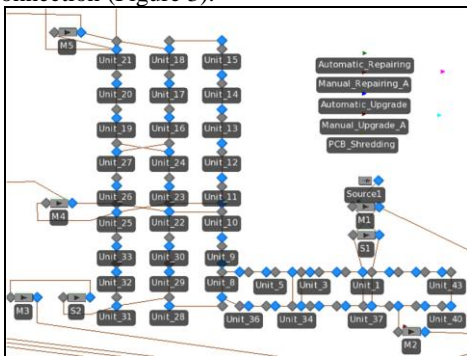 onnection (Figure 3).
M5
Unit_21 Unit_18 Unit_15
Unit_20 Unit_17 Unit_14
Unit_19 Unit_16 Unit_13
Unit_27 Unit_24 Unit_12
Unit_26 Unit_23 Unit_11
M4 Unit_25 Unit_22 Unit_10
Unit_33 Unit_30 Unit_9
Unit_32 Unit_29 Unit_8
M3 S2 Unit_31 Unit_28
Automatic_Repairing
Manual_Repairing_A
Automatic_Upgrade
Manual_Upgrade_A
PCB_Shredding
Source1
M1
S1
Unit_5 Unit_3 Unit_1 Unit_43
Unit_36 Unit_34 Unit_37 Unit_40
M2